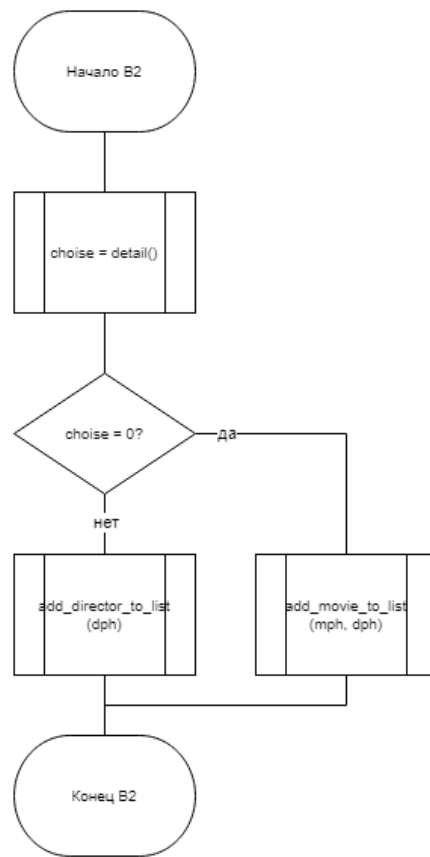 Начало B2
choise = detail()
choise = 0?
да
нет
add_director_to_list
(dph)
add_movie_to_list
(mph, dph)
Конец B2